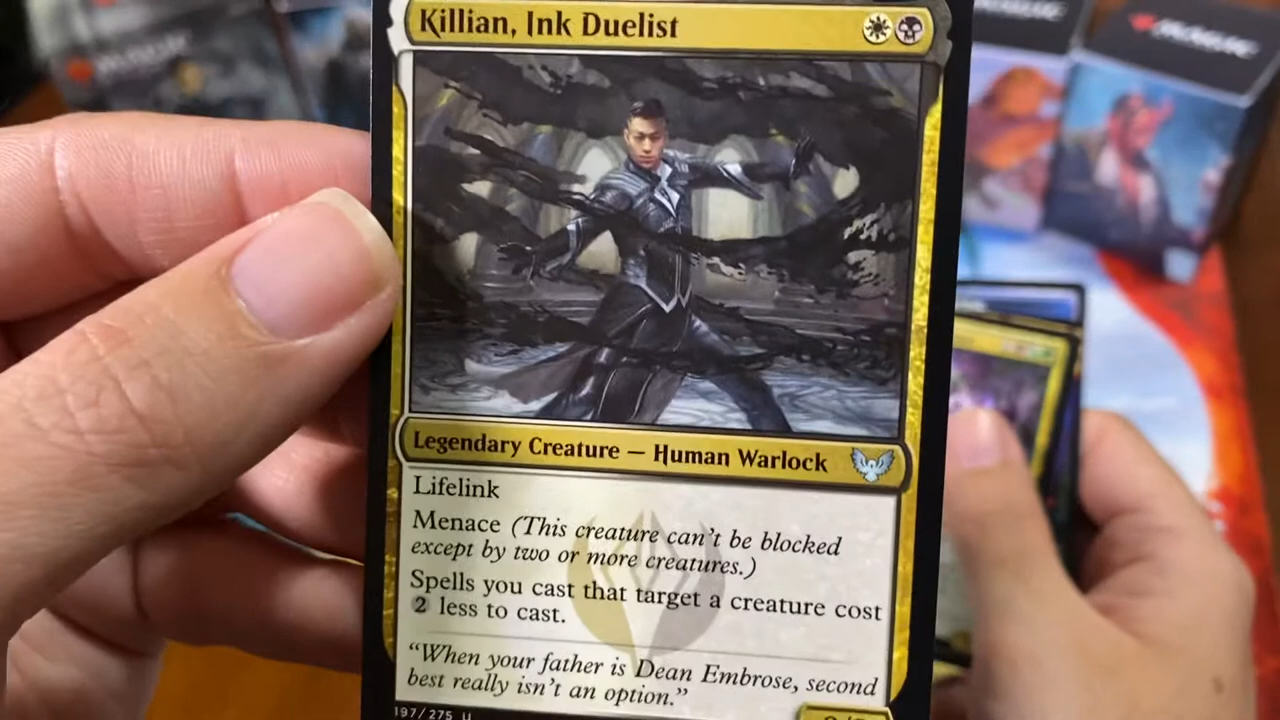 Killian, Ink Duelist
Legendary Creature — Human Warlock
Lifelink
Menace (This creature can't be blocked
except by two or more creatures.)
Spells you cast that target a creature cost
2 less to cast.
“When your father is Dean Embrose, second
best really isn't an option.”
197/275 U
MAGIC
MAGIC